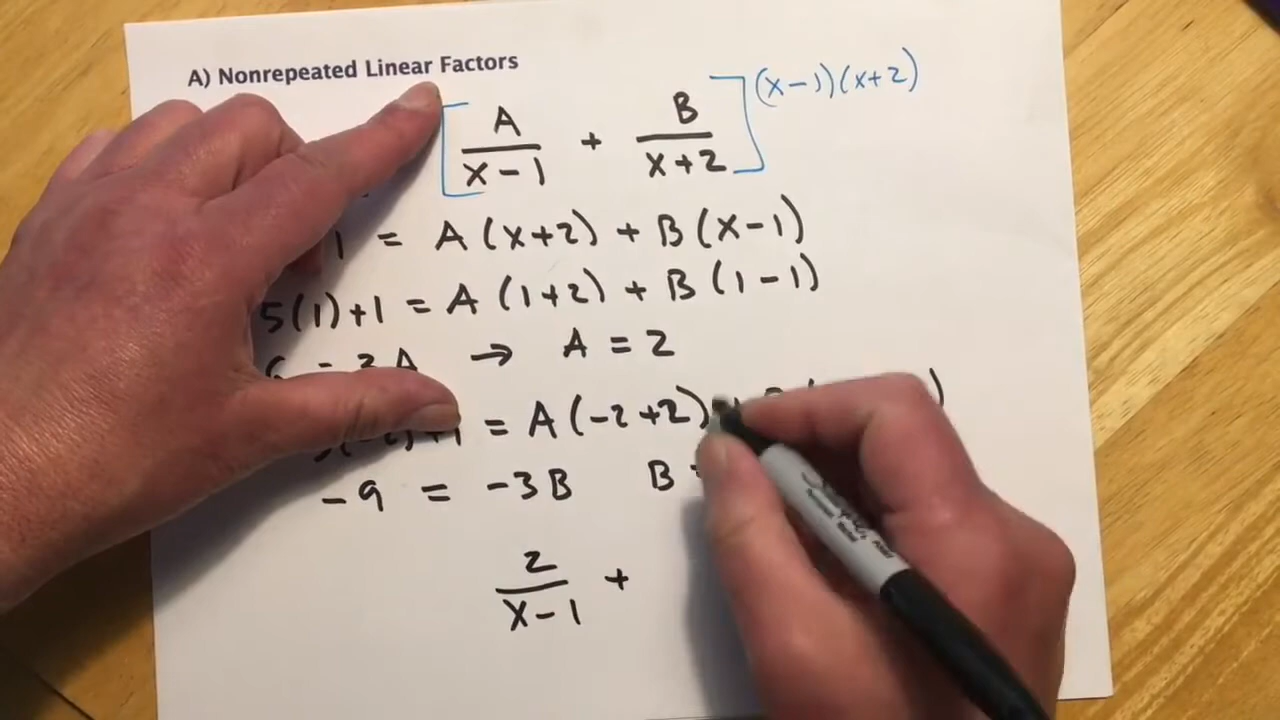 A) Nonrepeated Linear Factors
[ A/(x-1) + B/(x+2) ] (x-1)(x+2)
1 = A(x+2) + B(x-1)
5(1)+1 = A(1+2) + B(1-1)
→ A = 2
= A(-2+2)
-9 = -3B B
2/(x-1) +